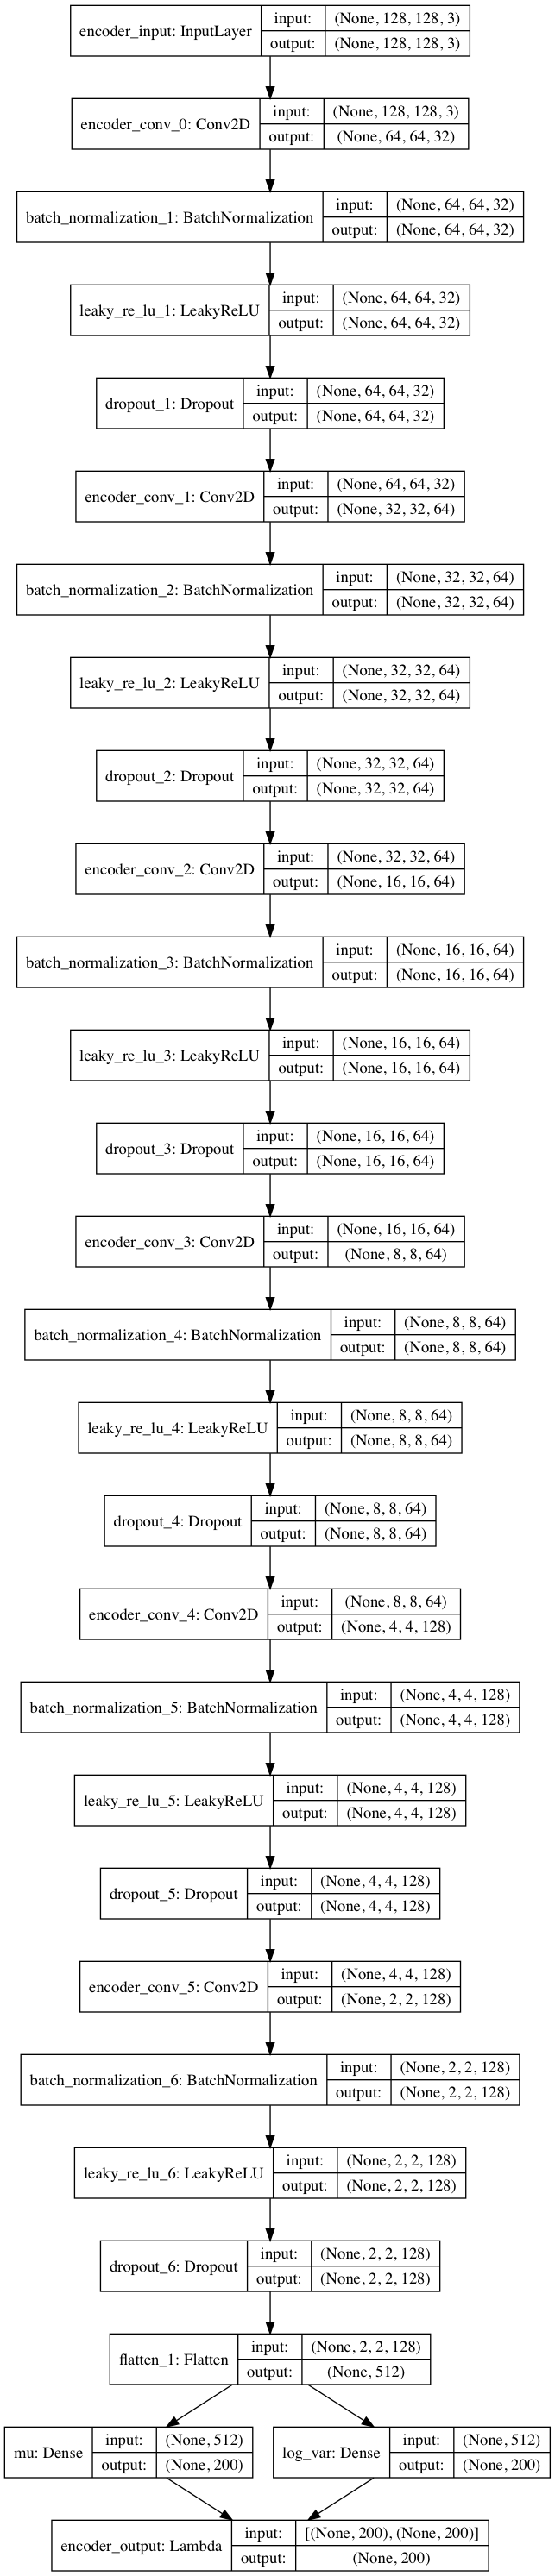 encoder_input: InputLayer
input: (None, 128, 128, 3)
output: (None, 128, 128, 3)
encoder_conv_0: Conv2D
input: (None, 128, 128, 3)
output: (None, 64, 64, 32)
batch_normalization_1: BatchNormalization
input: (None, 64, 64, 32)
output: (None, 64, 64, 32)
leaky_re_lu_1: LeakyReLU
input: (None, 64, 64, 32)
output: (None, 64, 64, 32)
dropout_1: Dropout
input: (None, 64, 64, 32)
output: (None, 64, 64, 32)
encoder_conv_1: Conv2D
input: (None, 64, 64, 32)
output: (None, 32, 32, 64)
batch_normalization_2: BatchNormalization
input: (None, 32, 32, 64)
output: (None, 32, 32, 64)
leaky_re_lu_2: LeakyReLU
input: (None, 32, 32, 64)
output: (None, 32, 32, 64)
dropout_2: Dropout
input: (None, 32, 32, 64)
output: (None, 32, 32, 64)
encoder_conv_2: Conv2D
input: (None, 32, 32, 64)
output: (None, 16, 16, 64)
batch_normalization_3: BatchNormalization
input: (None, 16, 16, 64)
output: (None, 16, 16, 64)
leaky_re_lu_3: LeakyReLU
input: (None, 16, 16, 64)
output: (None, 16, 16, 64)
dropout_3: Dropout
input: (None, 16, 16, 64)
output: (None, 16, 16, 64)
encoder_conv_3: Conv2D
input: (None, 16, 16, 64)
output: (None, 8, 8, 64)
batch_normalization_4: BatchNormalization
input: (None, 8, 8, 64)
output: (None, 8, 8, 64)
leaky_re_lu_4: LeakyReLU
input: (None, 8, 8, 64)
output: (None, 8, 8, 64)
dropout_4: Dropout
input: (None, 8, 8, 64)
output: (None, 8, 8, 64)
encoder_conv_4: Conv2D
input: (None, 8, 8, 64)
output: (None, 4, 4, 128)
batch_normalization_5: BatchNormalization
input: (None, 4, 4, 128)
output: (None, 4, 4, 128)
leaky_re_lu_5: LeakyReLU
input: (None, 4, 4, 128)
output: (None, 4, 4, 128)
dropout_5: Dropout
input: (None, 4, 4, 128)
output: (None, 4, 4, 128)
encoder_conv_5: Conv2D
input: (None, 4, 4, 128)
output: (None, 2, 2, 128)
batch_normalization_6: BatchNormalization
input: (None, 2, 2, 128)
output: (None, 2, 2, 128)
leaky_re_lu_6: LeakyReLU
input: (None, 2, 2, 128)
output: (None, 2, 2, 128)
dropout_6: Dropout
input: (None, 2, 2, 128)
output: (None, 2, 2, 128)
flatten_1: Flatten
input: (None, 2, 2, 128)
output: (None, 512)
mu: Dense
input: (None, 512)
output: (None, 200)
log_var: Dense
input: (None, 512)
output: (None, 200)
encoder_output: Lambda
input: [(None, 200), (None, 200)]
output: (None, 200)